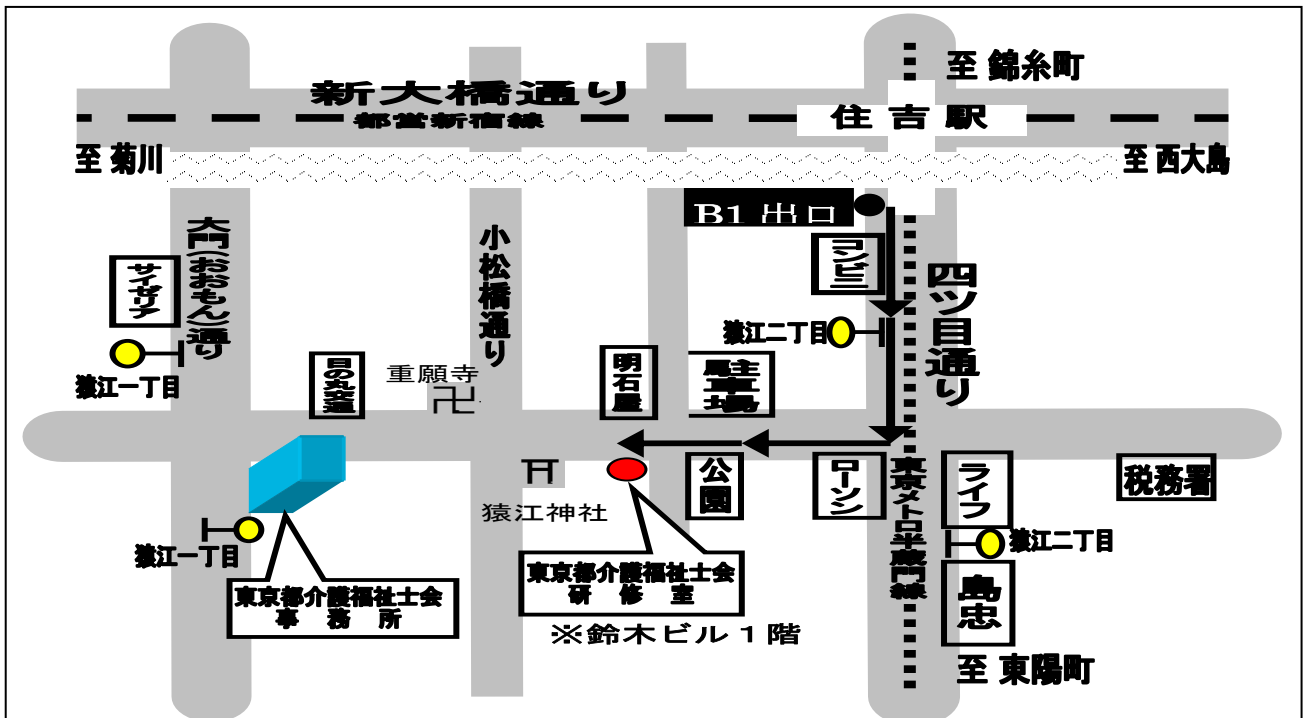 至 錦糸町
新大橋通り
都営新宿線
住吉駅
至 菊川
至 西大島
B1 出口
コンビニ
大門(おおもん)通り
小松橋通り
四ツ目通り
サイゼリア
猿江二丁目
猿江一丁目
日の丸交通
重願寺
卍
明石屋
駐車場
公園
ローソン
東京メトロ半蔵門線
ライフ
税務署
猿江神社
猿江一丁目
猿江二丁目
東京都介護福祉士会
事 務 所
東京都介護福祉士会
研 修 室
※鈴木ビル1階
島忠
至 東陽町